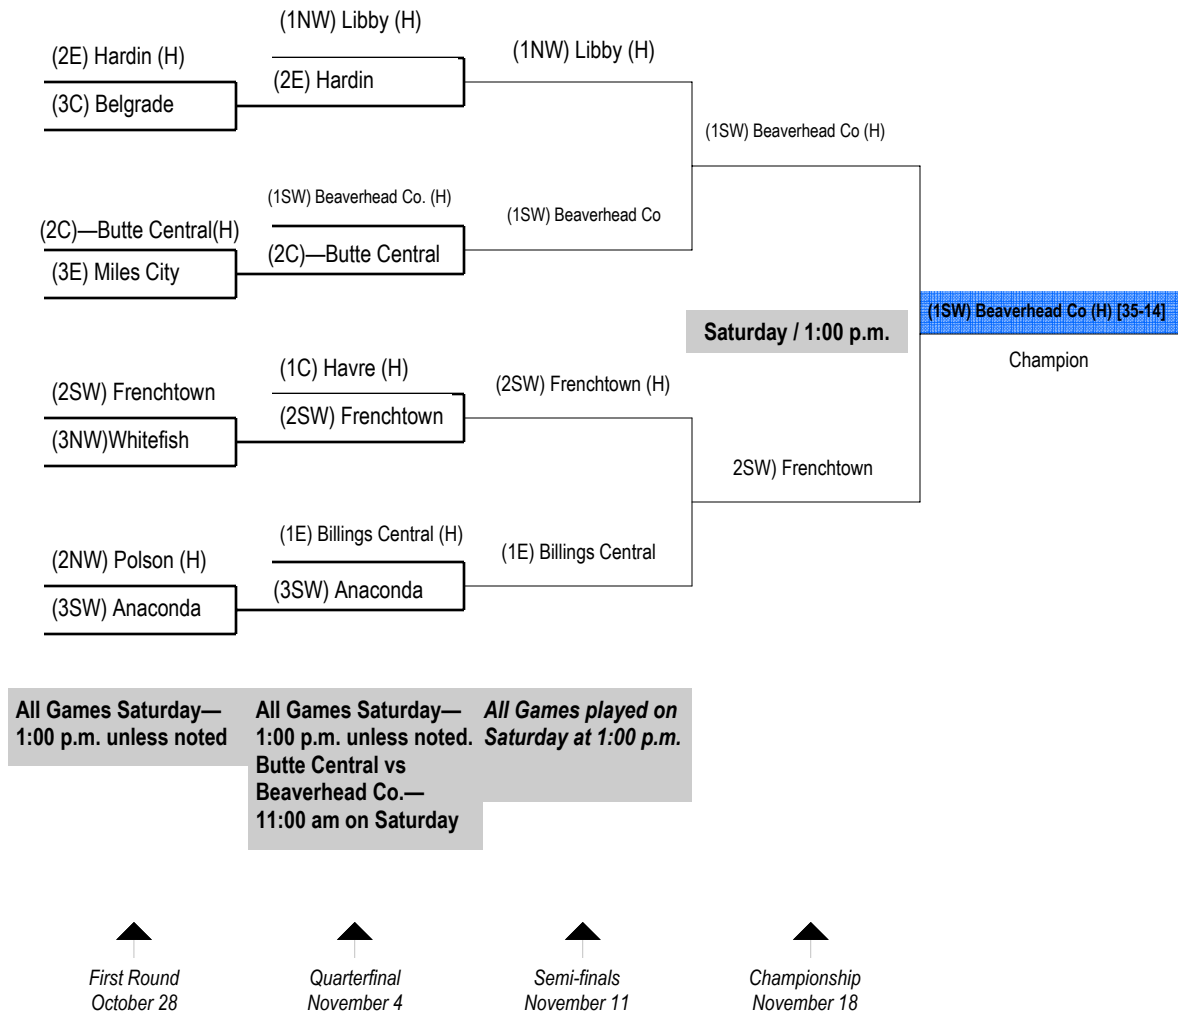 (2E) Hardin (H)
(3C) Belgrade
(2C)—Butte Central(H)
(3E) Miles City
(2SW) Frenchtown
(3NW)Whitefish
(2NW) Polson (H)
(3SW) Anaconda
(1NW) Libby (H)
(2E) Hardin
(1SW) Beaverhead Co. (H)
(2C)—Butte Central
(1C) Havre (H)
(2SW) Frenchtown
(1E) Billings Central (H)
(3SW) Anaconda
(1NW) Libby (H)
(1SW) Beaverhead Co
(2SW) Frenchtown (H)
(1E) Billings Central
(1SW) Beaverhead Co (H)
Saturday / 1:00 p.m.
2SW) Frenchtown
(1SW) Beaverhead Co (H) [35-14]
Champion
All Games Saturday—
1:00 p.m. unless noted
All Games Saturday—
1:00 p.m. unless noted.
Butte Central vs
Beaverhead Co.—
11:00 am on Saturday
All Games played on
Saturday at 1:00 p.m.
First Round
October 28
Quarterfinal
November 4
Semi-finals
November 11
Championship
November 18